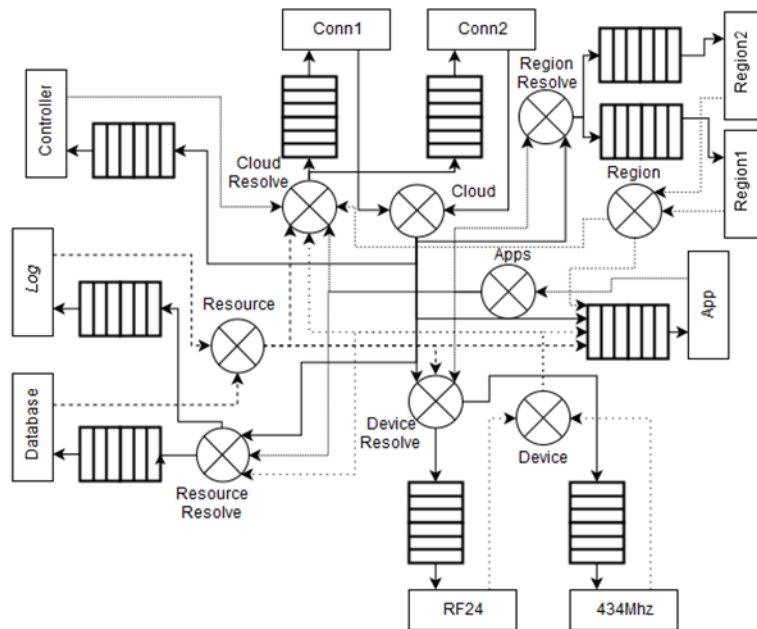 Conn1
Conn2
Region
Resolve
Region2
Controller
Cloud
Resolve
Cloud
Region
Region1
Log
Resource
Apps
App
Database
Device
Resolve
Device
Resource
Resolve
RF24
434Mhz